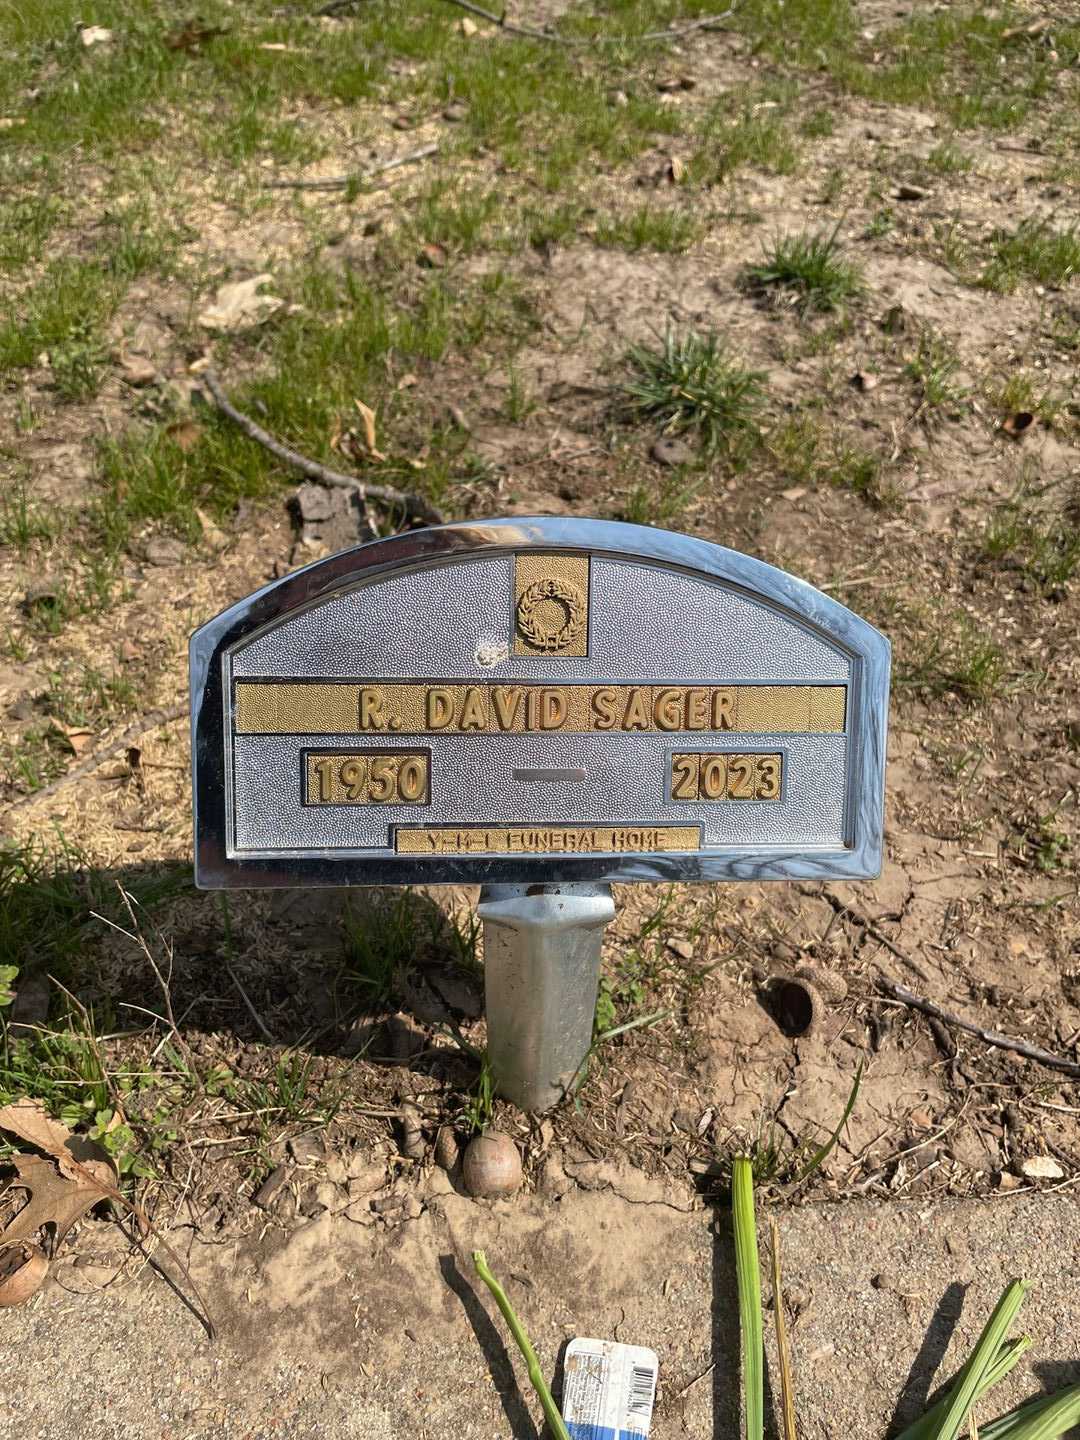 R. DAVID SAGER
1950 — 2023
FUNERAL HOME